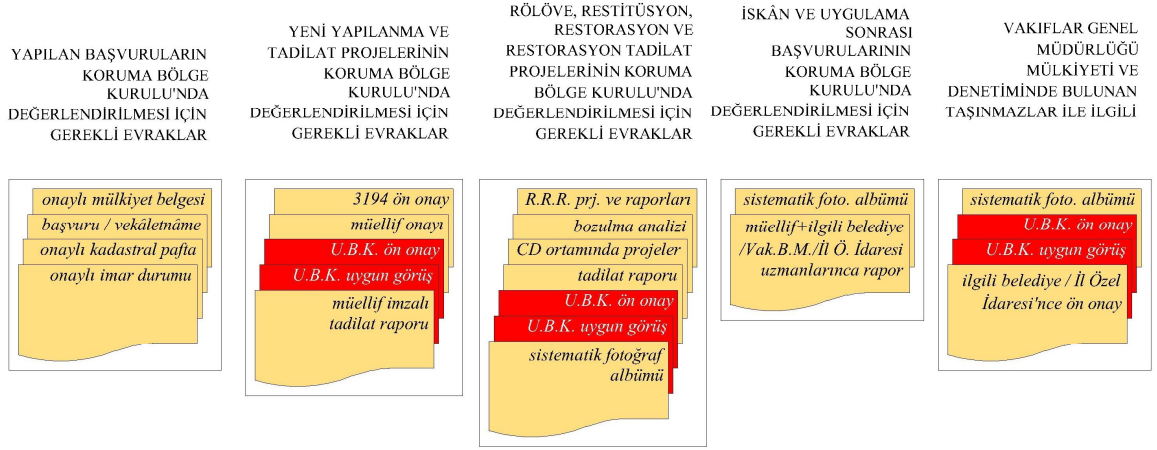 YAPILAN BAŞVURULARIN
KORUMA BÖLGE
KURULU'NDA
DEĞERLENDİRİLMESİ İÇİN
GEREKLİ EVRAKLAR
onaylı mülkiyet belgesi
başvuru / vekâletnâme
onaylı kadastral pafta
onaylı imar durumu
YENİ YAPILANMA VE
TADİLAT PROJELERİNİN
KORUMA BÖLGE
KURULU'NDA
DEĞERLENDİRİLMESİ İÇİN
GEREKLİ EVRAKLAR
3194 ön onay
müellif onayı
U.B.K. ön onay
U.B.K. uygun görüş
müellif imzalı
tadilat raporu
RÖLÖVE, RESTİTÜSYON,
RESTORASYON VE
RESTORASYON TADİLAT
PROJELERİNİN KORUMA
BÖLGE KURULU'NDA
DEĞERLENDİRİLMESİ İÇİN
GEREKLİ EVRAKLAR
R.R.R. prj. ve raporları
bozulma analizi
CD ortamında projeler
tadilat raporu
U.B.K. ön onay
U.B.K. uygun görüş
sistematik fotoğraf
albümü
İSKÂN VE UYGULAMA
SONRASI
BAŞVURULARININ
KORUMA BÖLGE
KURULU'NDA
DEĞERLENDİRİLMESİ İÇİN
GEREKLİ EVRAKLAR
sistematik foto. albümü
müellif+ilgili belediye
/Vak.B.M./İl Ö. İdaresi
uzmanlarınca rapor
VAKIFLAR GENEL
MÜDÜRLÜĞÜ
MÜLKİYETİ VE
DENETİMİNDE BULUNAN
TAŞINMAZLAR İLE İLGİLİ
sistematik foto. albümü
U.B.K. ön onay
U.B.K. uygun görüş
ilgili belediye / İl Özel
İdaresi'nce ön onay